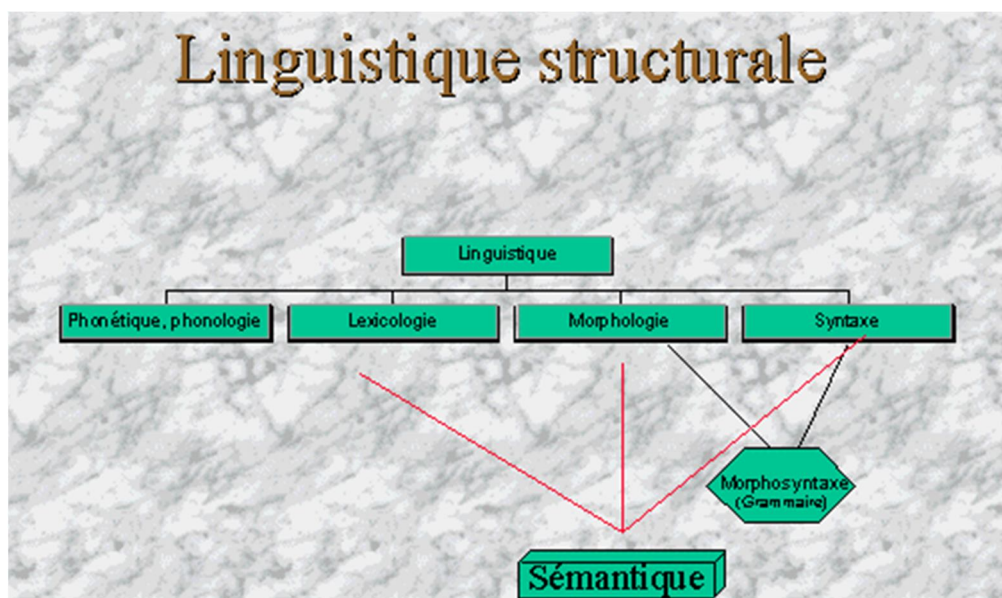 Linguistique structurale
Linguistique
Phonétique, phonologie
Lexicologie
Morphologie
Syntaxe
Morphosyntaxe
(Grammaire)
Sémantique